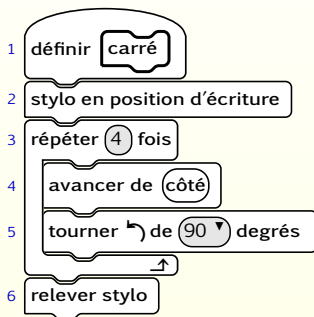 1 définir carré
2 stylo en position d'écriture
3 répéter 4 fois
4 avancer de côté
5 tourner ↶ de 90 ▼ degrés
6 relever stylo